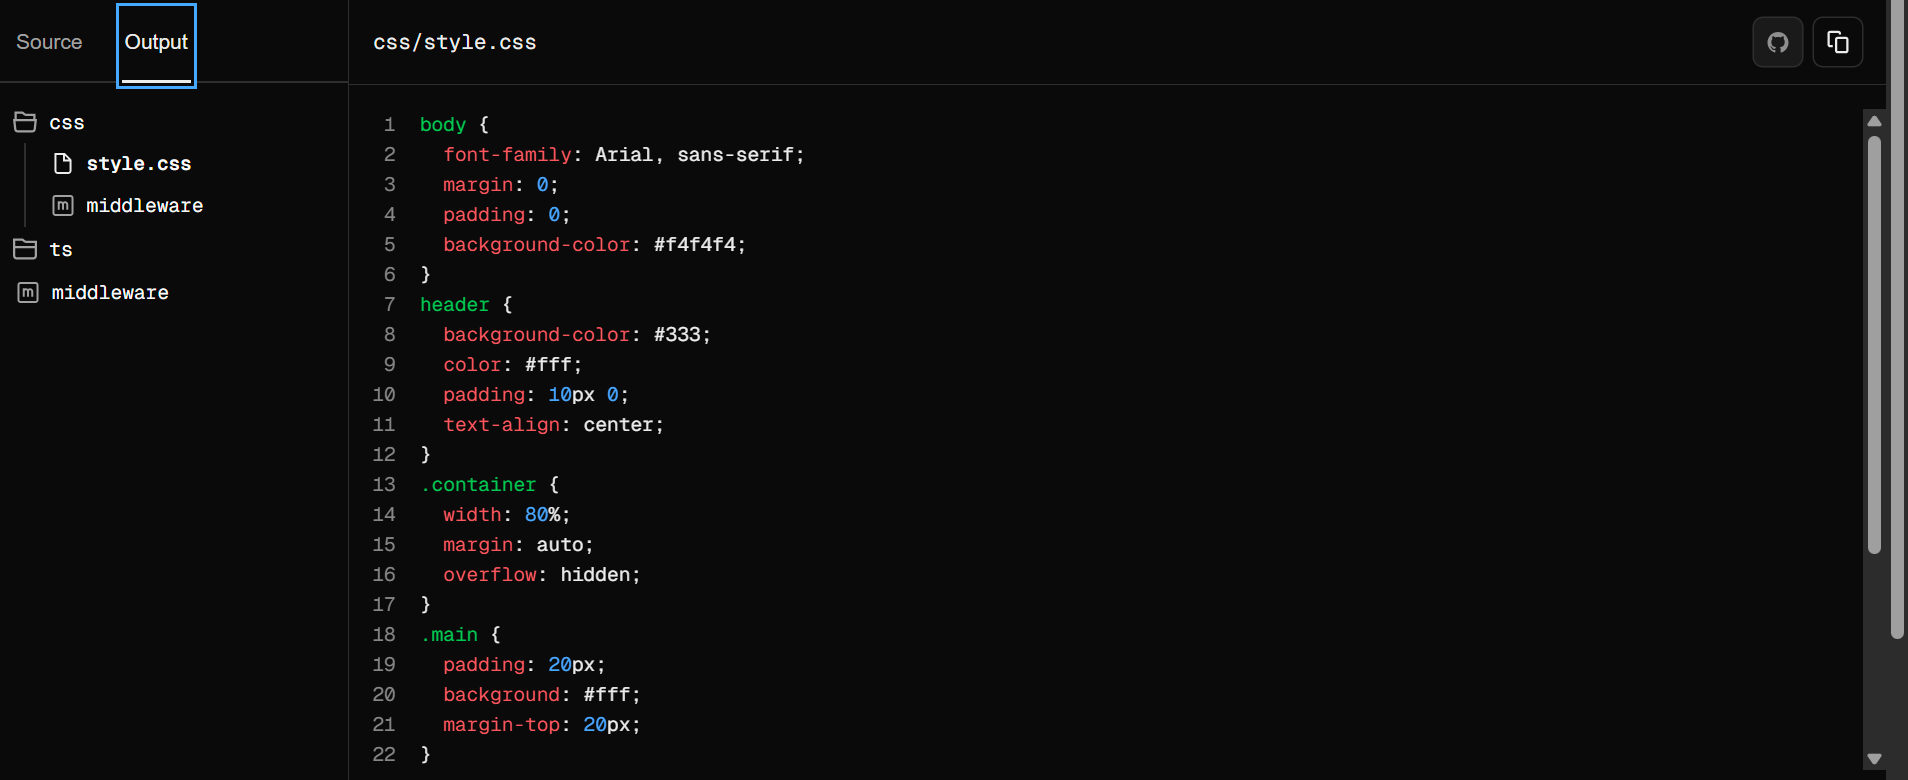 Source
Output
css
style.css
m middleware
ts
m middleware
css/style.css
1 body {
2   font-family: Arial, sans-serif;
3   margin: 0;
4   padding: 0;
5   background-color: #f4f4f4;
6 }
7 header {
8   background-color: #333;
9   color: #fff;
10   padding: 10px 0;
11   text-align: center;
12 }
13 .container {
14   width: 80%;
15   margin: auto;
16   overflow: hidden;
17 }
18 .main {
19   padding: 20px;
20   background: #fff;
21   margin-top: 20px;
22 }